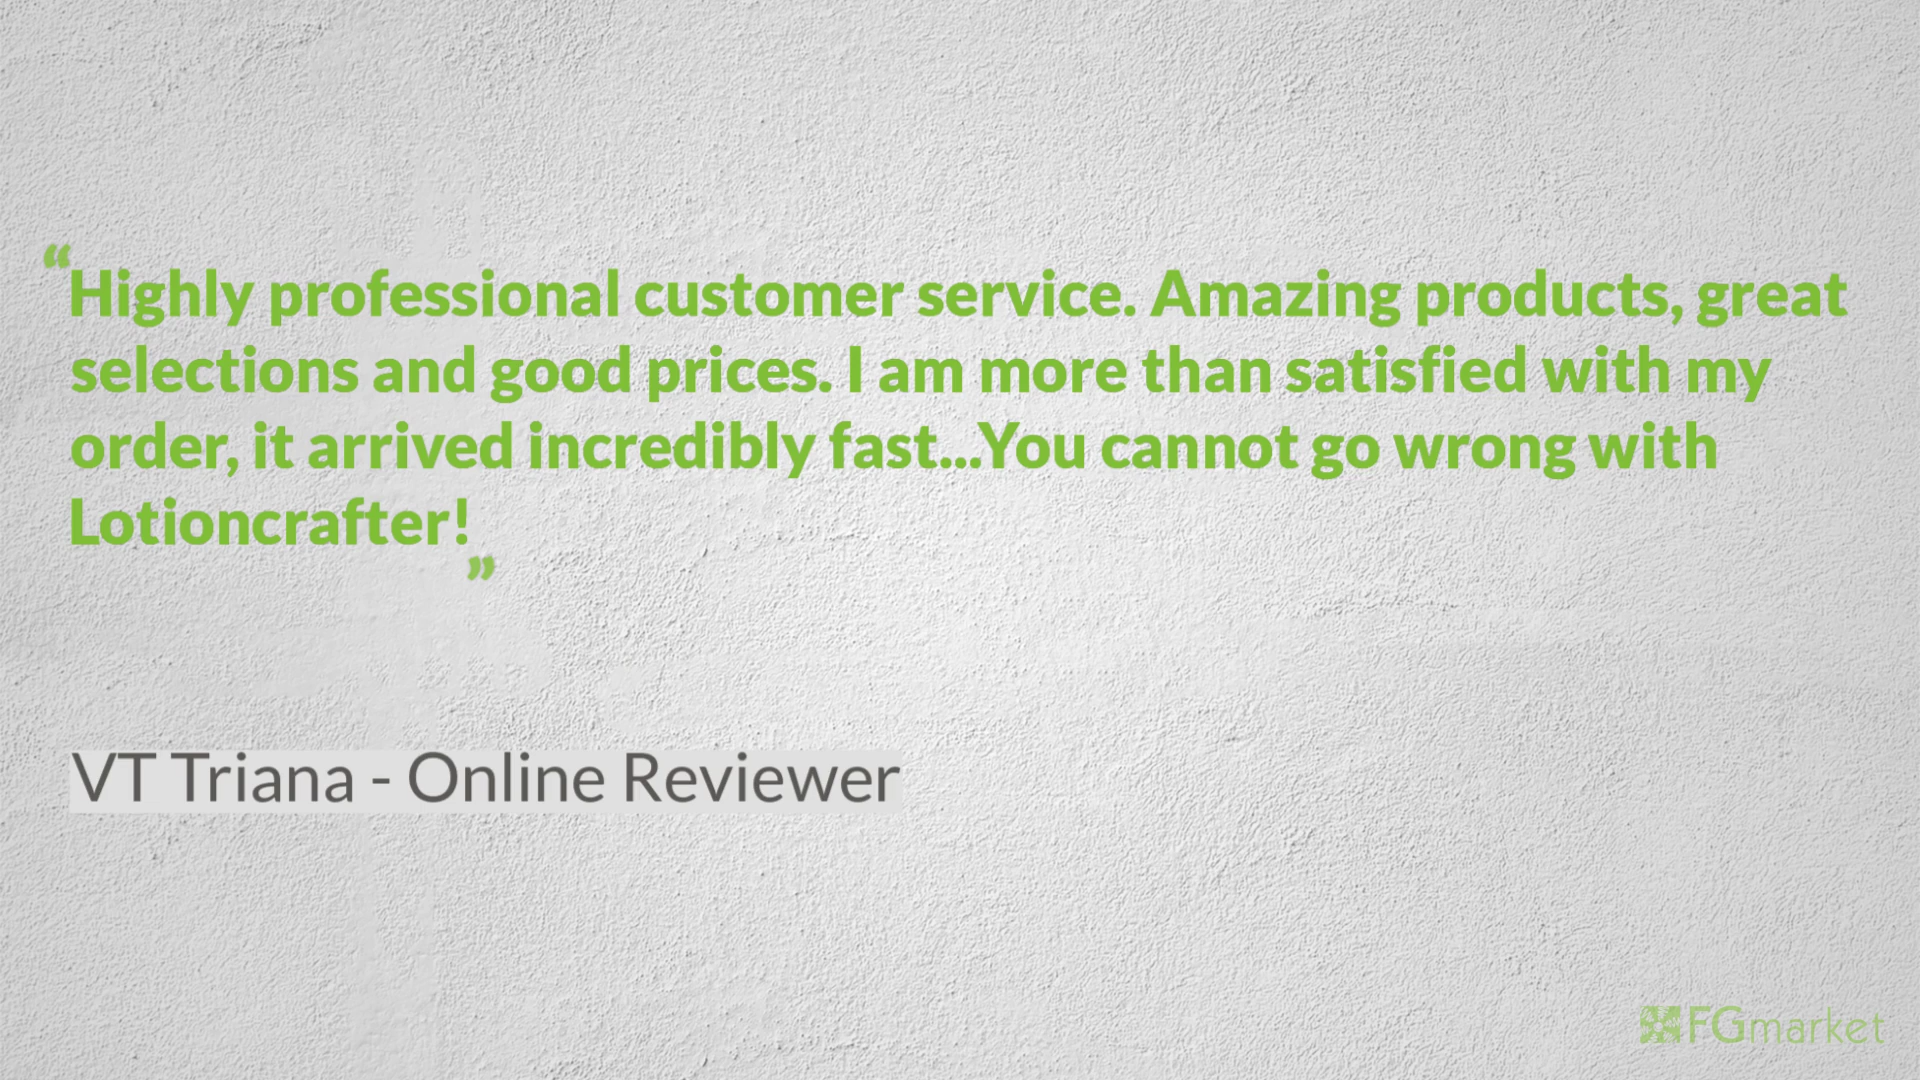 “Highly professional customer service. Amazing products, great
selections and good prices. I am more than satisfied with my
order, it arrived incredibly fast...You cannot go wrong with
Lotioncrafter!”
VT Triana - Online Reviewer
FGmarket